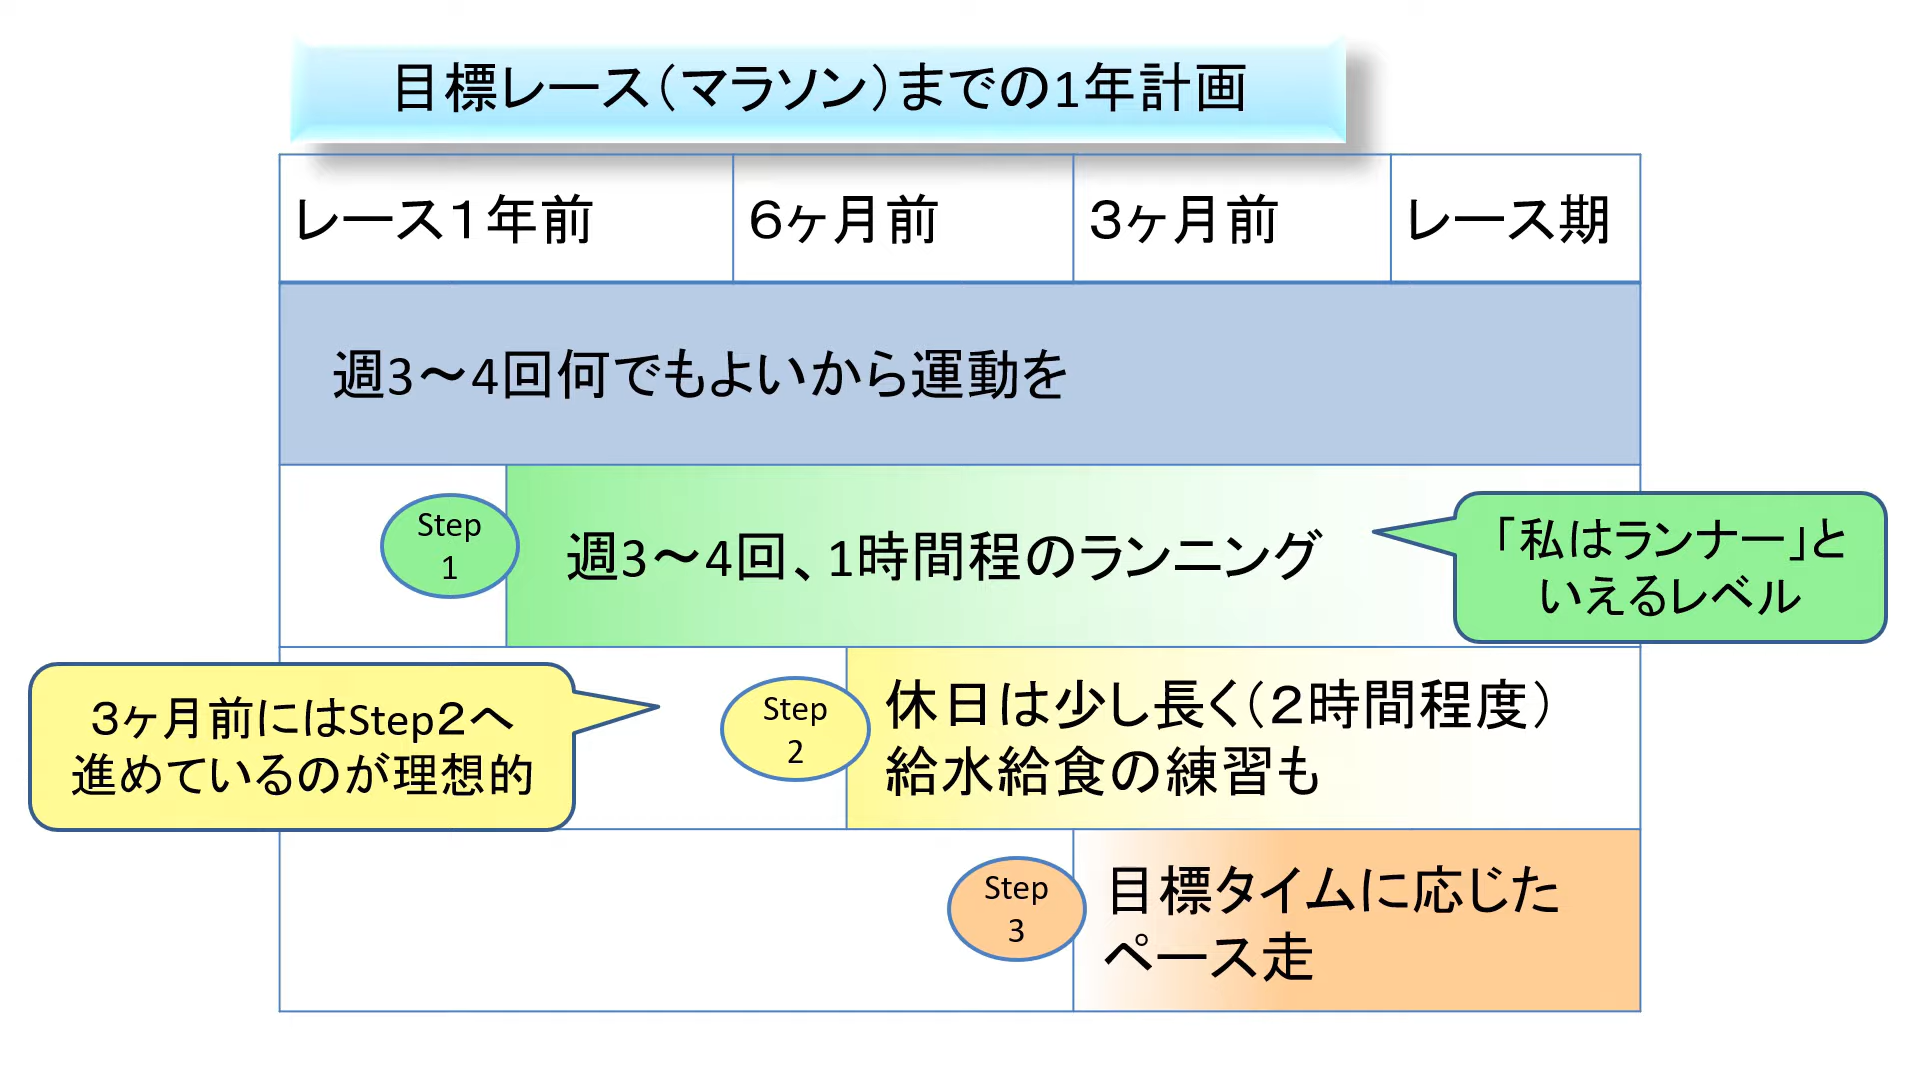 目標レース（マラソン）までの1年計画
レース１年前
６ヶ月前
３ヶ月前
レース期
週3～4回何でもよいから運動を
Step
1
週3～4回、1時間程のランニング
「私はランナー」と
いえるレベル
３ヶ月前にはStep２へ
進めているのが理想的
Step
2
休日は少し長く（２時間程度）
給水給食の練習も
Step
3
目標タイムに応じた
ペース走